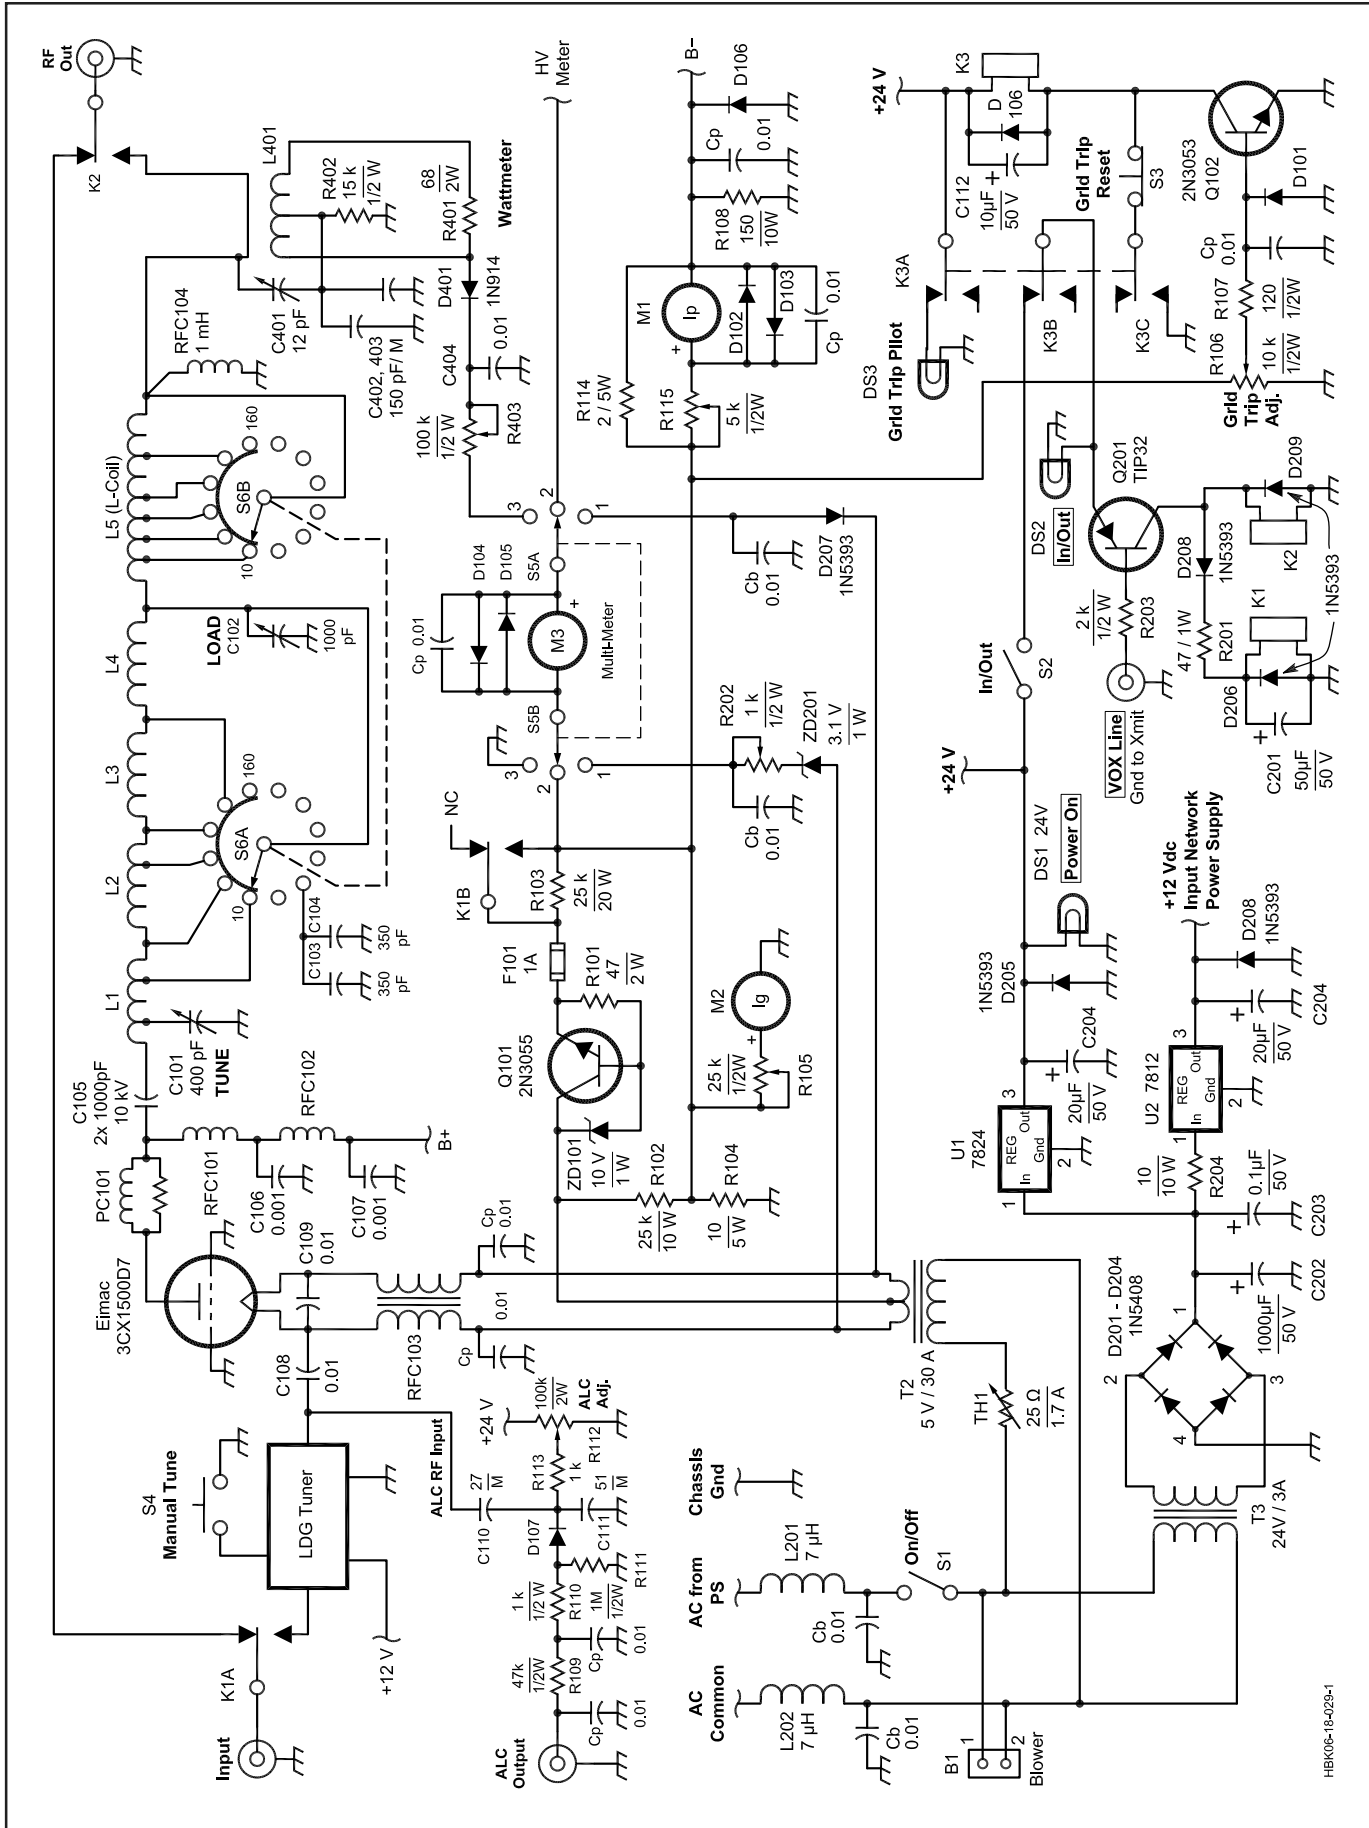 RF
Out
K2
L401
R402
15 k
1/2 W
68
2W
R401
Wattmeter
D401
1N914
C401
12 pF
RFC104
1 mH
C402, 403
150 pF/ M
C404
0.01
100 k
1/2 W
R403
L5 (L-Coil)
160
S6B
10
LOAD
C102
1000
pF
L4
L3
L2
L1
160
S6A
10
C104
C103
350
pF
350
pF
C105
2x 1000pF
10 kV
C101
400 pF
TUNE
PC101
RFC101
RFC102
C106
0.001
C107
0.001
B+
Eimac
3CX1500D7
C109
0.01
C108
0.01
RFC103
Cp
0.01
0.01
Cp
S4
Manual Tune
LDG Tuner
+12 V
K1A
Input
HV
Meter
3
2
1
S5A
D104
D105
Cp 0.01
M3
+
Multi-Meter
S5B
3
2
1
NC
K1B
R103
25 k
20 W
F101
1A
R101
47
2 W
Q101
2N3055
ZD101
10 V
1 W
R102
25 k
10 W
R104
10
5 W
M2
Ig
+
25 k
1/2W
R105
R202
1 k
1/2 W
ZD201
3.1 V
1 W
Cb
0.01
Cb
0.01
D207
1N5393
B−
D106
Cp
0.01
R108
150
10W
M1
Ip
+
D102
D103
0.01
Cp
R114
2 / 5W
R115
5 k
1/2W
ALC RF Input
27
M
C110
+24 V
100k
2W
ALC
Adj.
R112
R113
1 k
51
M
C111
D107
R111
1 k
1/2 W
R110
1M
1/2W
47k
1/2W
R109
Cp
0.01
Cp
0.01
ALC
Output
+24 V
K3
D
106
C112
10µF
50 V
+
Grid Trip
Reset
S3
2N3053
Q102
D101
Cp
0.01
R107
120
1/2W
R106
10 k
1/2W
Grid
Trip
Adj.
K3A
K3B
K3C
DS3
Grid Trip Pilot
DS2
In/Out
Q201
TIP32
D208
1N5393
D209
K2
1N5393
K1
2 k
1/2 W
R203
47 / 1W
R201
D206
C201
50µF
50 V
+
VOX Line
Gnd to Xmit
In/Out
S2
+24 V
DS1 24V
Power On
1N5393
D205
C204
20µF
50 V
+
U1
7824
REG
In
Out
Gnd
1
2
3
+12 Vdc
Input Network
Power Supply
D208
1N5393
C204
20µF
50 V
+
U2 7812
REG
In
Out
Gnd
1
2
3
10
10 W
R204
0.1µF
50 V
C203
+
C202
1000µF
50 V
+
D201 - D204
1N5408
1
2
3
4
T2
5 V / 30 A
TH1
25 Ω
1.7 A
T3
24V / 3A
Chassis
Gnd
AC from
PS
L201
7 µH
On/Off
S1
Cb
0.01
AC
Common
L202
7 µH
Cb
0.01
B1
1
2
Blower
HBK06-18-029-1